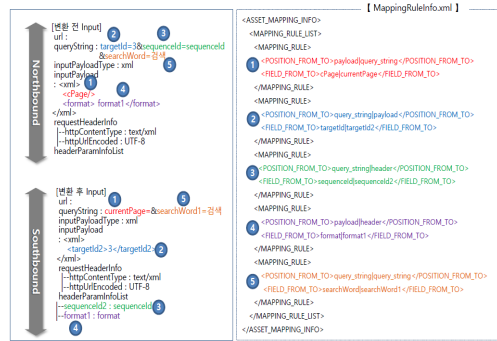 Northbound
[변환 전 Input]
url :
queryString : targetId=3&sequenceId=sequenceId
&searchWord=검색
inputPayloadType : xml
inputPayload
: <xml>
<cPage/>
<format> format1 </format>
</xml>
requestHeaderInfo
|--httpContentType : text/xml
|--httpUrlEncoded : UTF-8
headerParamInfoList
1
2
3
4
5
Southbound
[변환 후 Input]
url :
queryString : currentPage=&searchWord1=검색
inputPayloadType : xml
inputPayload
: <xml>
<targetId2>3</targetId2>
</xml>
requestHeaderInfo
|--httpContentType : text/xml
|--httpUrlEncoded : UTF-8
headerParamInfoList
|--sequenceId2 : sequenceId
|--format1 : format
1
5
2
3
4
【 MappingRuleInfo.xml 】
<ASSET_MAPPING_INFO>
<MAPPING_RULE_LIST>
<MAPPING_RULE>
1 <POSITION_FROM_TO>payload|query_string</POSITION_FROM_TO>
<FIELD_FROM_TO>cPage|currentPage</FIELD_FROM_TO>
</MAPPING_RULE>
<MAPPING_RULE>
2 <POSITION_FROM_TO>query_string|payload</POSITION_FROM_TO>
<FIELD_FROM_TO>targetId|targetId2</FIELD_FROM_TO>
</MAPPING_RULE>
<MAPPING_RULE>
3 <POSITION_FROM_TO>query_string|header</POSITION_FROM_TO>
<FIELD_FROM_TO>sequenceId|sequenceId2</FIELD_FROM_TO>
</MAPPING_RULE>
<MAPPING_RULE>
4 <POSITION_FROM_TO>payload|header</POSITION_FROM_TO>
<FIELD_FROM_TO>format|format1</FIELD_FROM_TO>
</MAPPING_RULE>
<MAPPING_RULE>
5 <POSITION_FROM_TO>query_string|query_string</POSITION_FROM_TO>
<FIELD_FROM_TO>searchWord|searchWord1</FIELD_FROM_TO>
</MAPPING_RULE>
</MAPPING_RULE_LIST>
</ASSET_MAPPING_INFO>